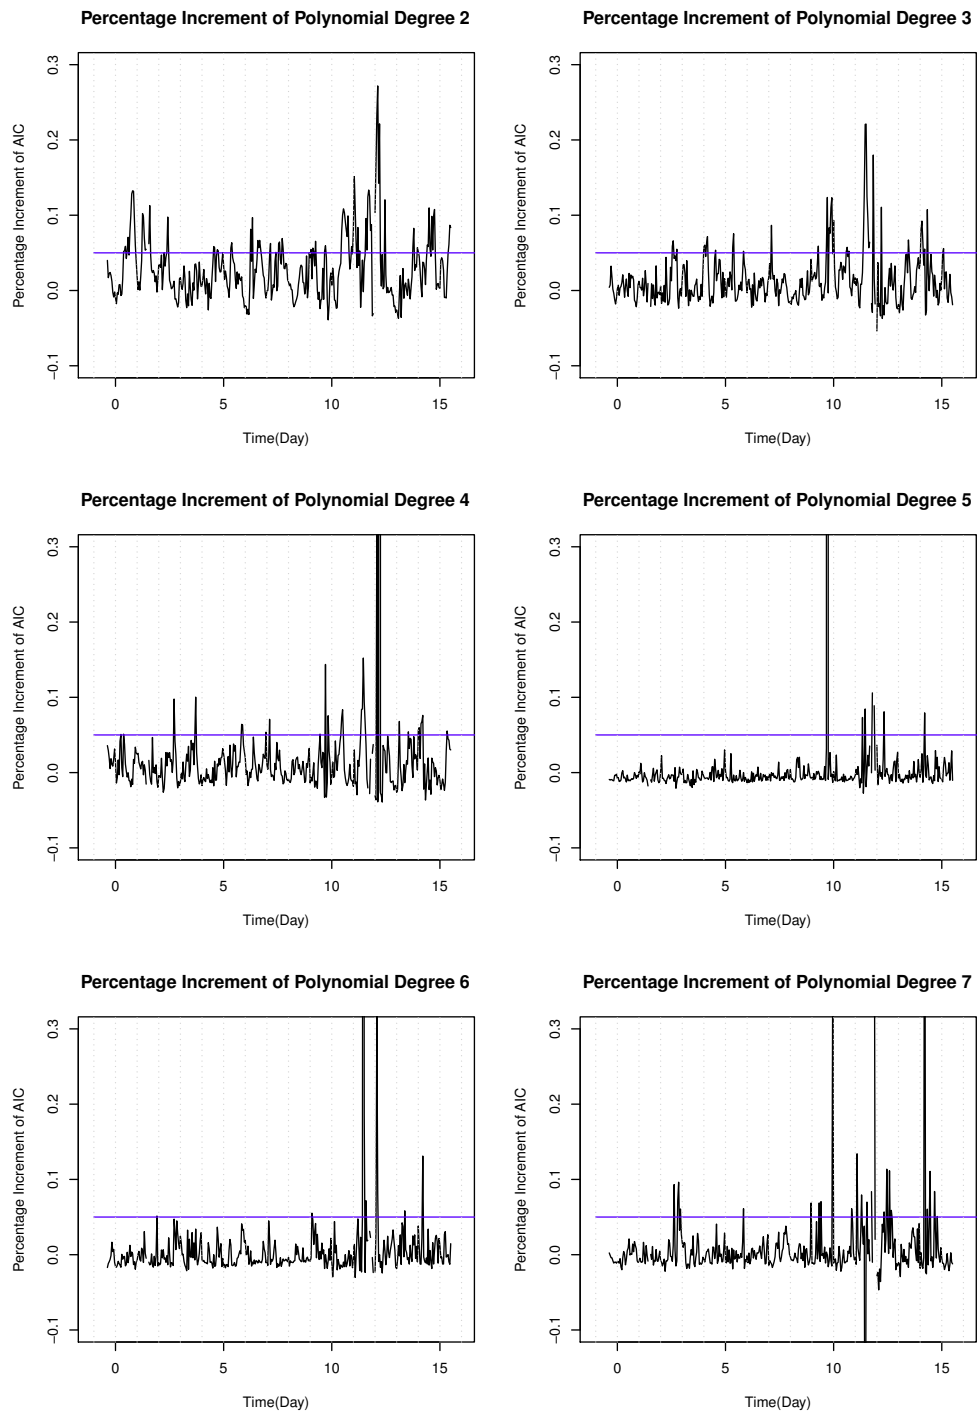 Percentage Increment of Polynomial Degree 2
Percentage Increment of AIC
0.3
0.2
0.1
0.0
−0.1
0 5 10 15
Time(Day)
Percentage Increment of Polynomial Degree 3
Percentage Increment of AIC
0.3
0.2
0.1
0.0
−0.1
0 5 10 15
Time(Day)
Percentage Increment of Polynomial Degree 4
Percentage Increment of AIC
0.3
0.2
0.1
0.0
−0.1
0 5 10 15
Time(Day)
Percentage Increment of Polynomial Degree 5
Percentage Increment of AIC
0.3
0.2
0.1
0.0
−0.1
0 5 10 15
Time(Day)
Percentage Increment of Polynomial Degree 6
Percentage Increment of AIC
0.3
0.2
0.1
0.0
−0.1
0 5 10 15
Time(Day)
Percentage Increment of Polynomial Degree 7
Percentage Increment of AIC
0.3
0.2
0.1
0.0
−0.1
0 5 10 15
Time(Day)